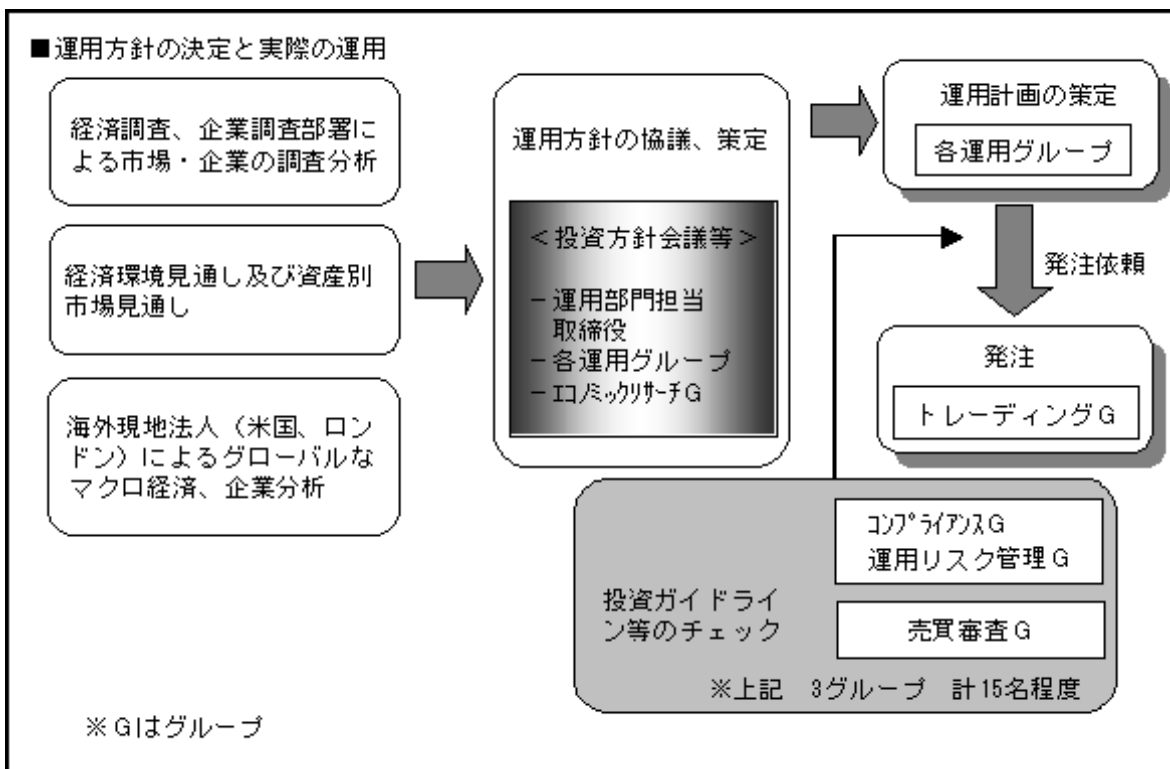 ■運用方針の決定と実際の運用
経済調査、企業調査部署に
よる市場・企業の調査分析
経済環境見通し及び資産別
市場見通し
海外現地法人（米国、ロン
ドン）によるグローバルな
マクロ経済、企業分析
運用方針の協議、策定
＜投資方針会議等＞
－運用部門担当
取締役
－各運用グループ
－ｴｺﾉﾐｯｸﾘｻｰﾁＧ
運用計画の策定
各運用グループ
発注依頼
発注
トレーディングＧ
ｺﾝﾌﾟﾗｲｱﾝｽＧ
運用リスク管理Ｇ
投資ガイドライ
ン等のチェック
売買審査Ｇ
※上記　3グループ　計15名程度
※Ｇはグループ